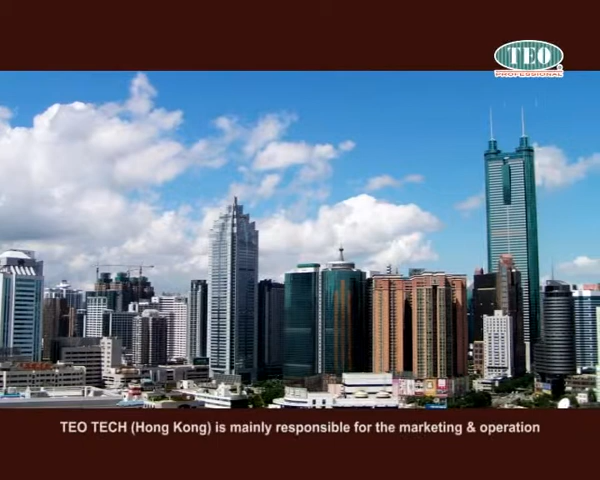 TEO
PROFESSIONAL
TEO TECH (Hong Kong) is mainly responsible for the marketing & operation